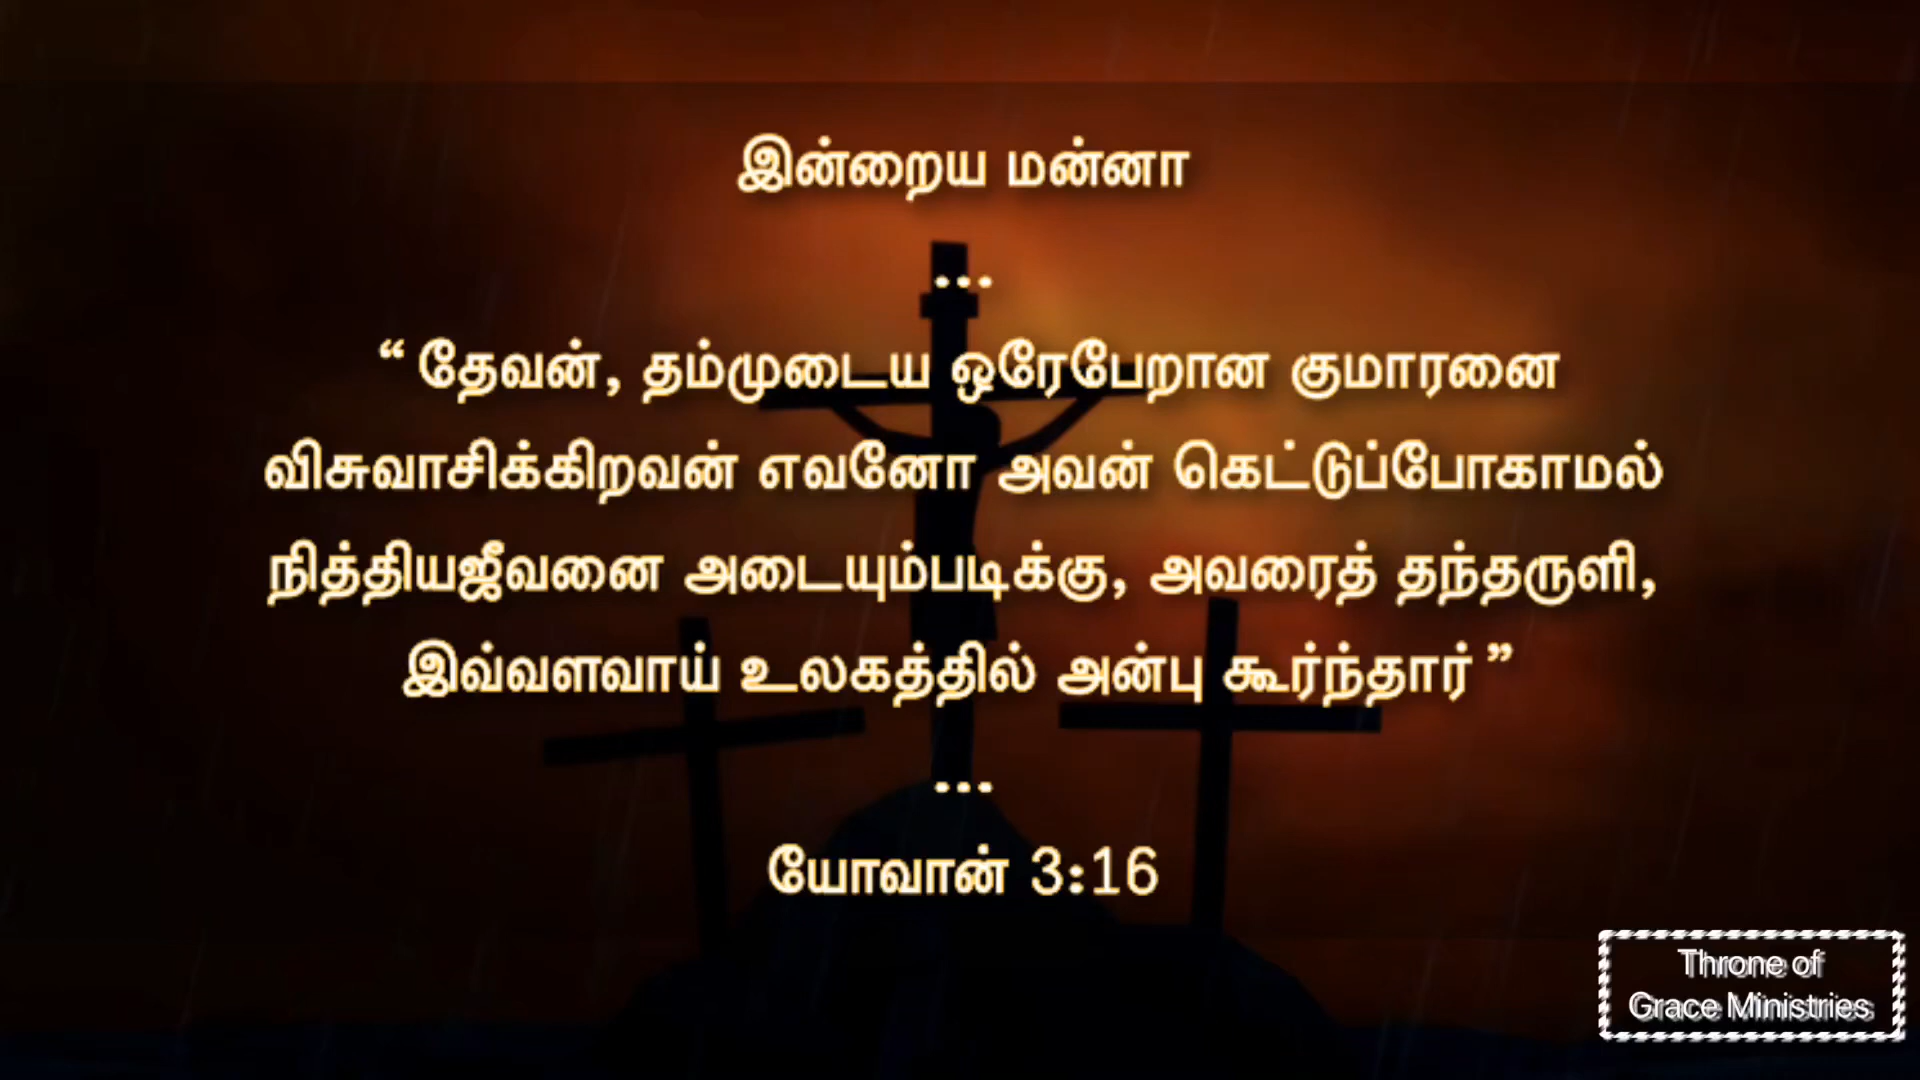 இன்றைய மன்னா
...
“ தேவன், தம்முடைய ஒரேபேறான குமாரனை
விசுவாசிக்கிறவன் எவனோ அவன் கெட்டுப்போகாமல்
நித்தியஜீவனை அடையும்படிக்கு, அவரைத் தந்தருளி,
இவ்வளவாய் உலகத்தில் அன்பு கூர்ந்தார் ”
...
யோவான் 3:16
Throne of
Grace Ministries